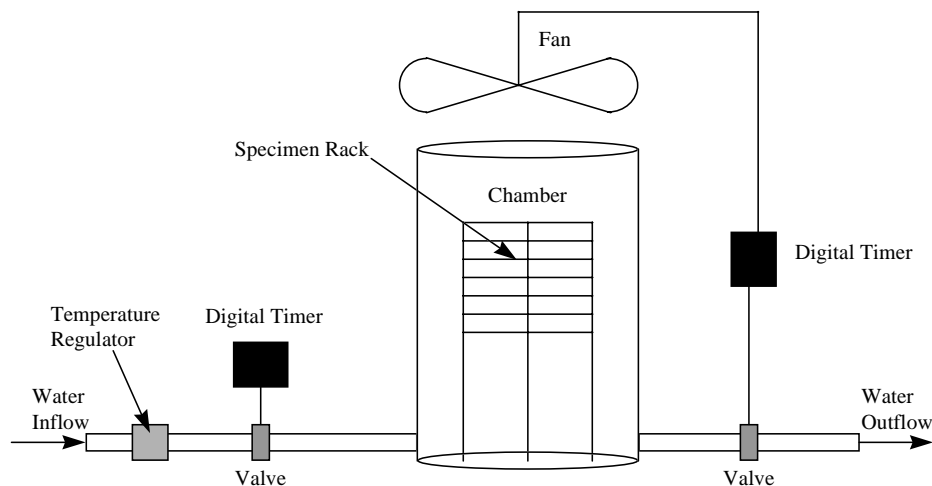 Fan
Specimen Rack
Chamber
Digital Timer
Temperature
Regulator
Digital Timer
Water
Inflow
Water
Outflow
Valve
Valve